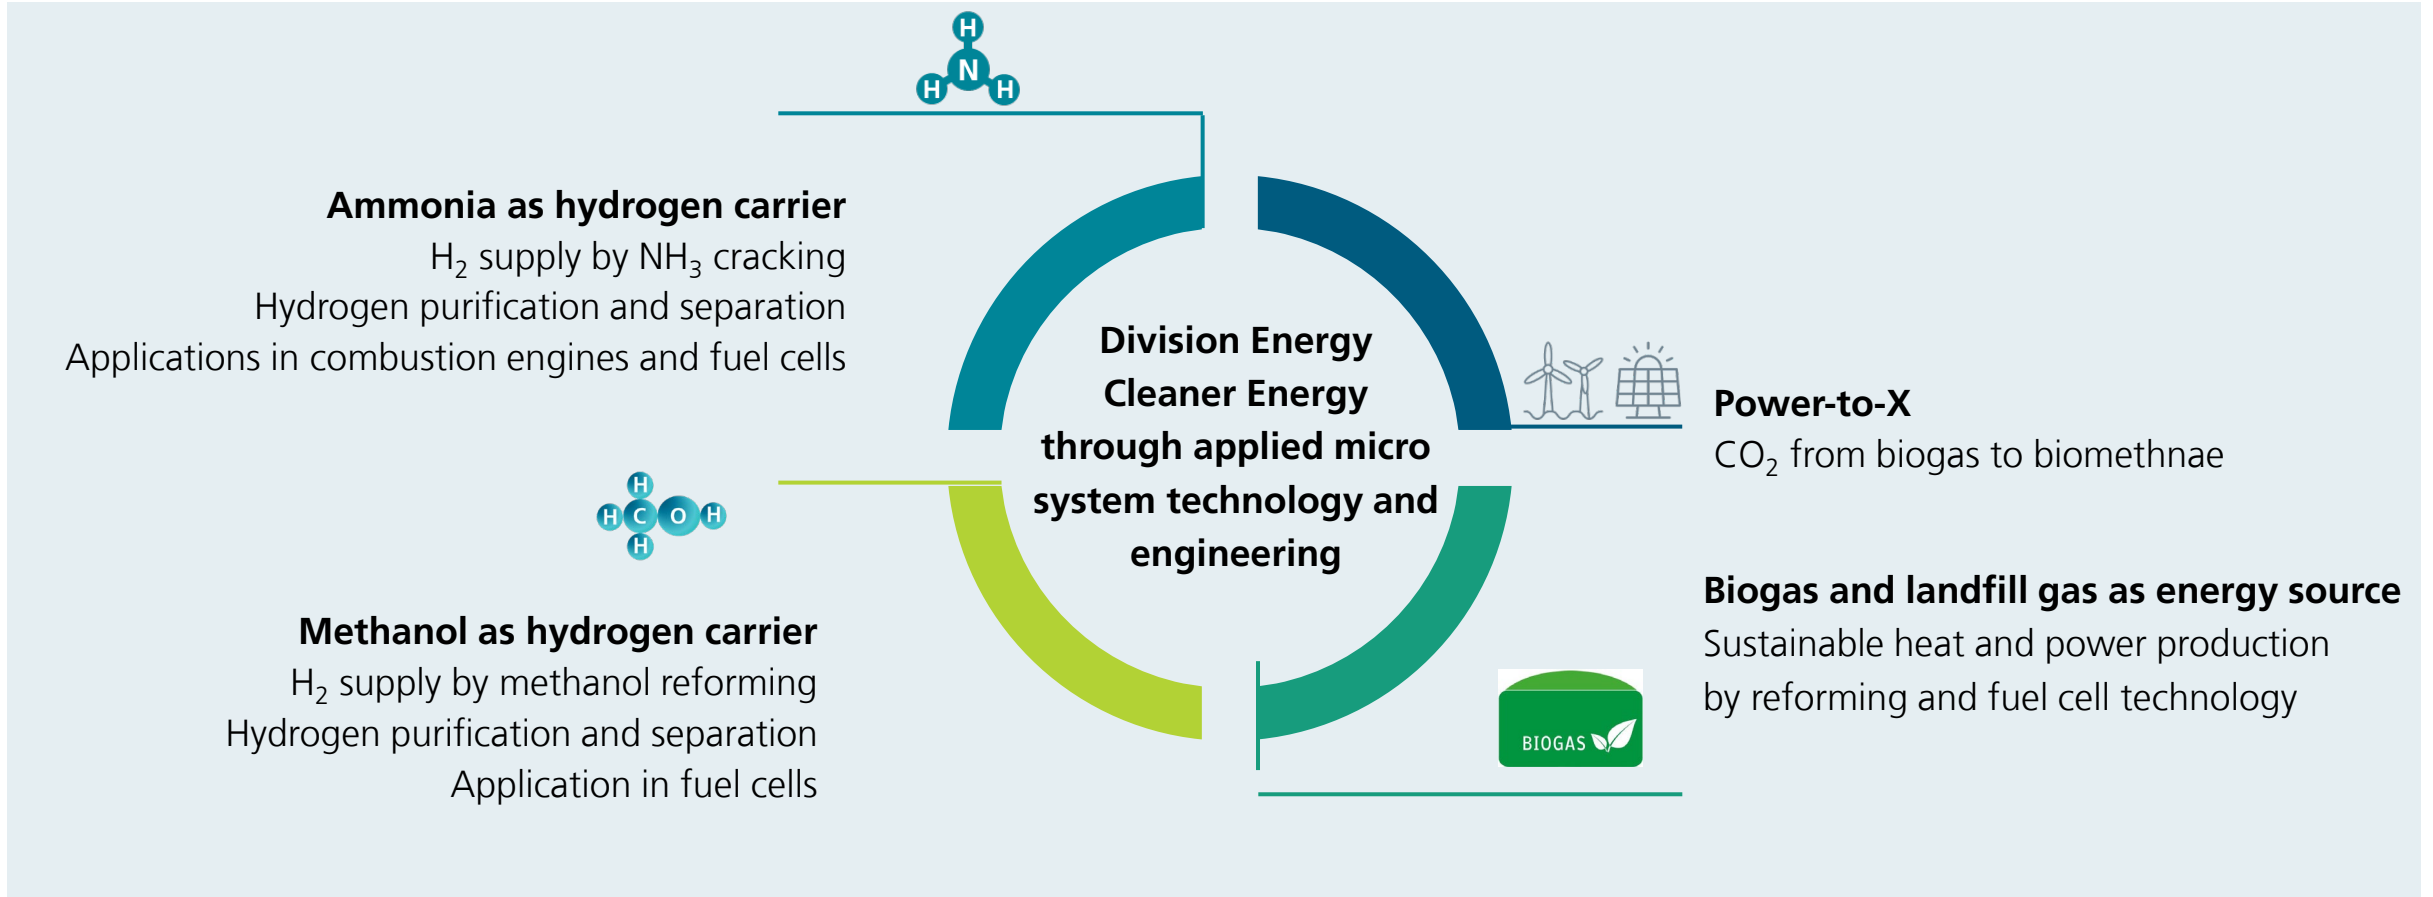 H
N
H
H
Ammonia as hydrogen carrier
H₂ supply by NH₃ cracking
Hydrogen purification and separation
Applications in combustion engines and fuel cells
Division Energy
Cleaner Energy
through applied micro
system technology and
engineering
Power-to-X
CO₂ from biogas to biomethnae
H
H C O H
H
Methanol as hydrogen carrier
H₂ supply by methanol reforming
Hydrogen purification and separation
Application in fuel cells
Biogas and landfill gas as energy source
Sustainable heat and power production
by reforming and fuel cell technology
BIOGAS